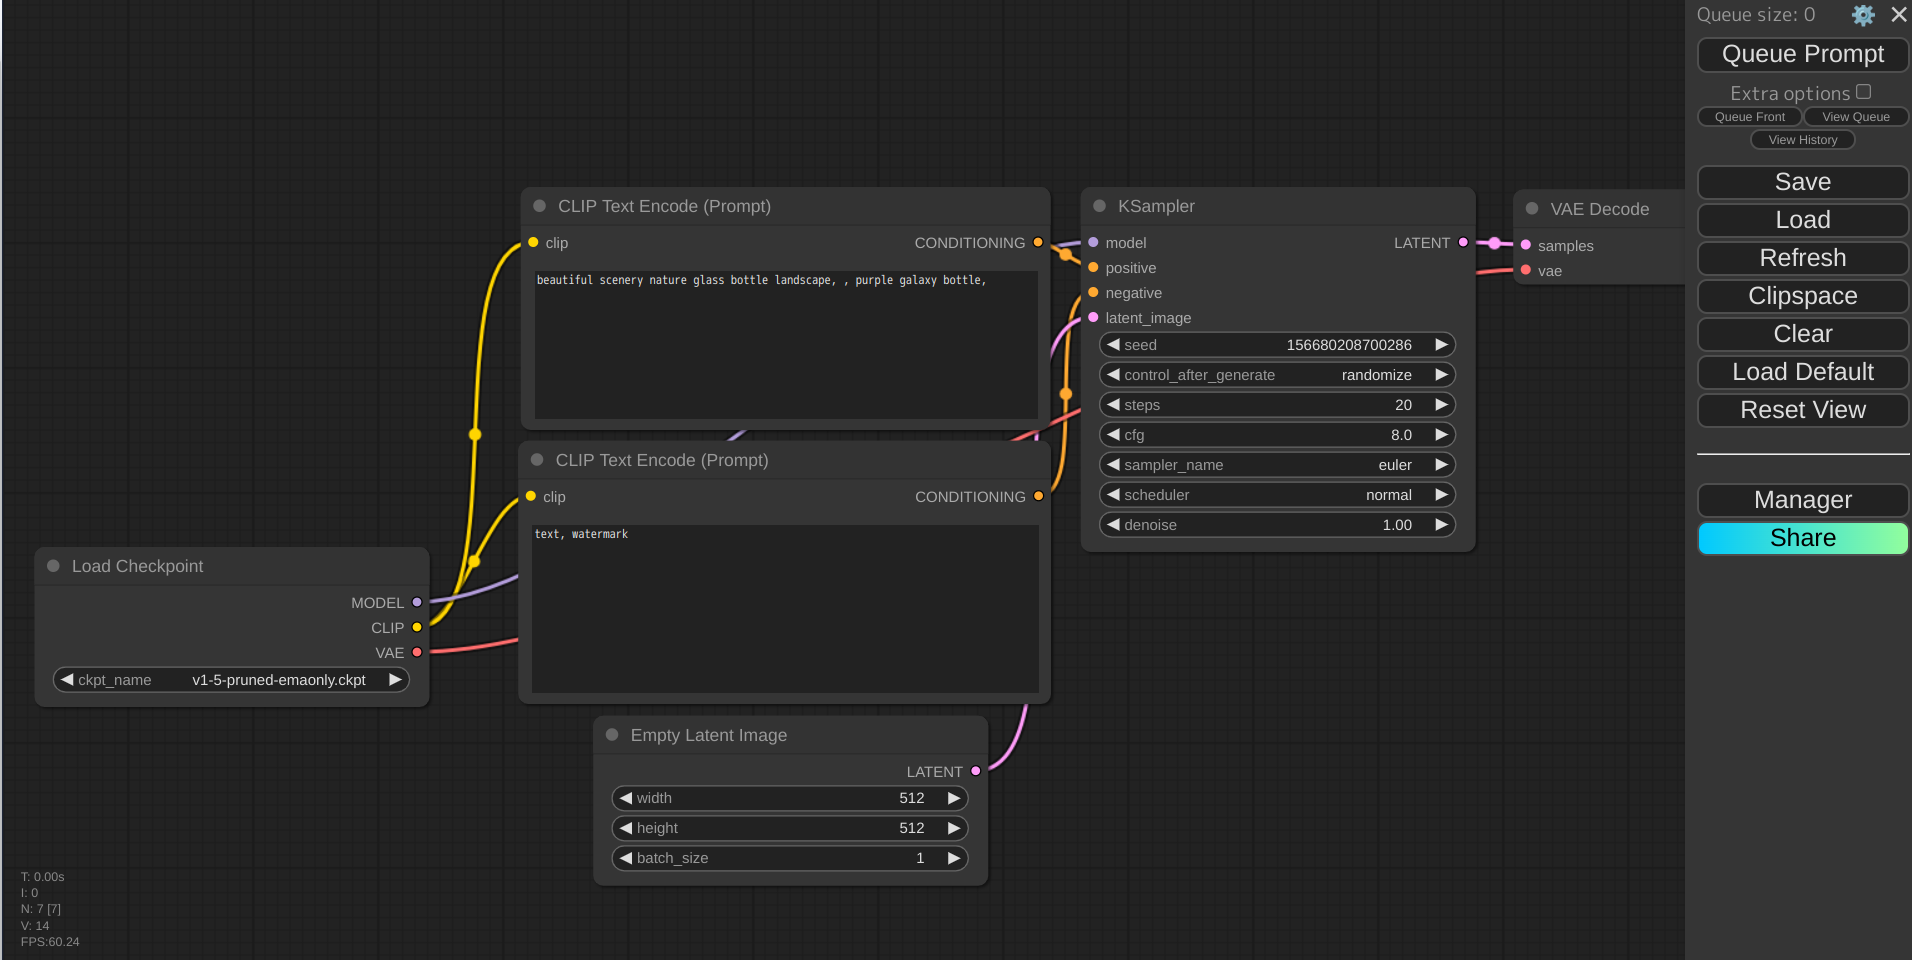 Queue size: 0
Queue Prompt
Extra options
Queue Front
View Queue
View History
Save
Load
Refresh
Clipspace
Clear
Load Default
Reset View
Manager
Share
CLIP Text Encode (Prompt)
clip CONDITIONING
beautiful scenery nature glass bottle landscape, , purple galaxy bottle,
KSampler
model LATENT
positive
negative
latent_image
seed 156680208700286
control_after_generate randomize
steps 20
cfg 8.0
sampler_name euler
scheduler normal
denoise 1.00
VAE Decode
samples
vae
CLIP Text Encode (Prompt)
clip CONDITIONING
text, watermark
Load Checkpoint
MODEL
CLIP
VAE
ckpt_name v1-5-pruned-emaonly.ckpt
Empty Latent Image
LATENT
width 512
height 512
batch_size 1
T: 0.00s
I: 0
N: 7 [7]
V: 14
FPS:60.24